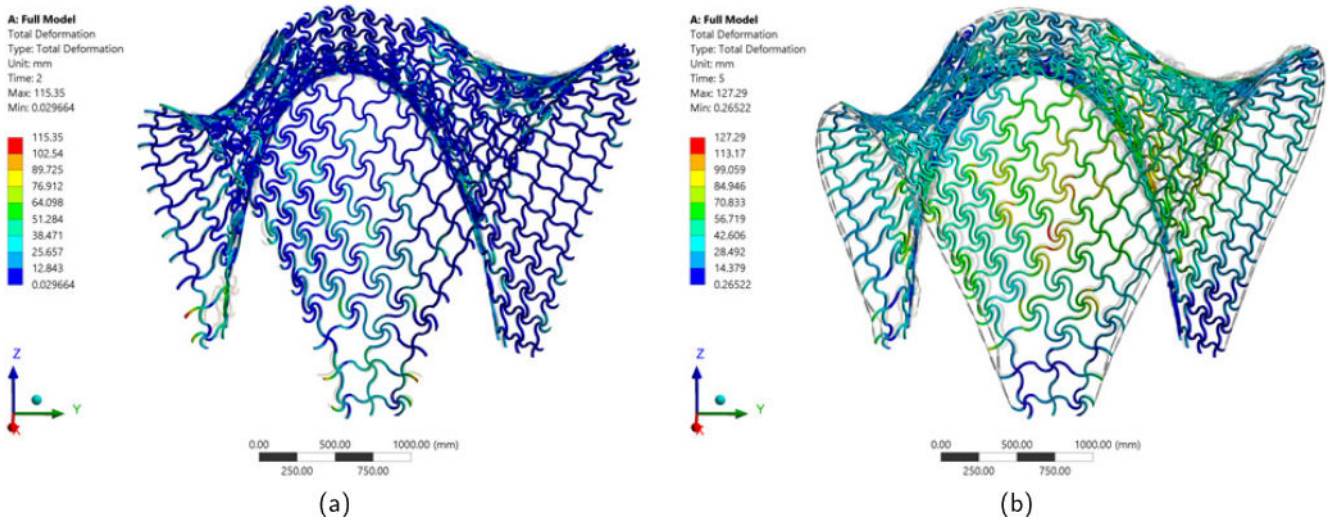 A: Full Model
Total Deformation
Type: Total Deformation
Unit: mm
Time: 2
Max: 115.35
Min: 0.029664
115.35
102.54
89.725
76.912
64.098
51.284
38.471
25.657
12.843
0.029664
Z
Y
X
0.00 500.00 1000.00 (mm)
250.00 750.00
(a)
A: Full Model
Total Deformation
Type: Total Deformation
Unit: mm
Time: 5
Max: 127.29
Min: 0.26522
127.29
113.17
99.059
84.946
70.833
56.719
42.606
28.492
14.379
0.26522
Z
Y
X
0.00 500.00 1000.00 (mm)
250.00 750.00
(b)